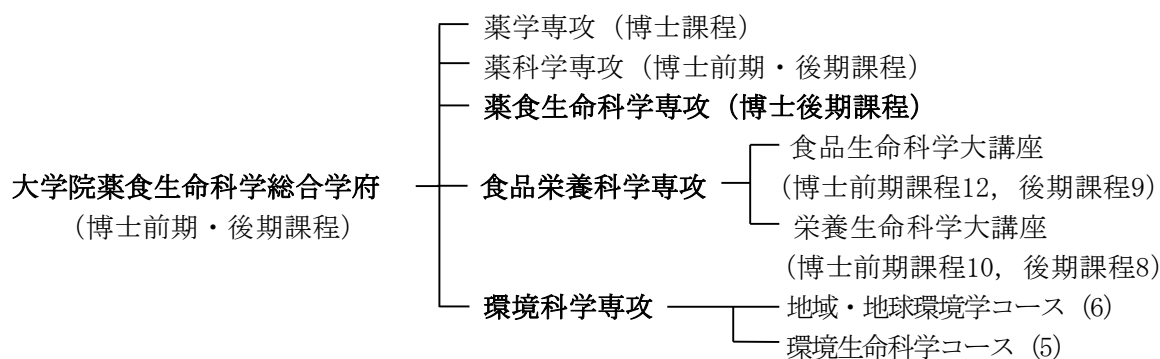 薬学専攻（博士課程）
薬科学専攻（博士前期・後期課程）
薬食生命科学専攻（博士後期課程）
大学院薬食生命科学総合学府
（博士前期・後期課程）
食品栄養科学専攻
食品生命科学大講座
（博士前期課程12, 後期課程9）
栄養生命科学大講座
（博士前期課程10, 後期課程8）
環境科学専攻
地域・地球環境学コース（6）
環境生命科学コース（5）